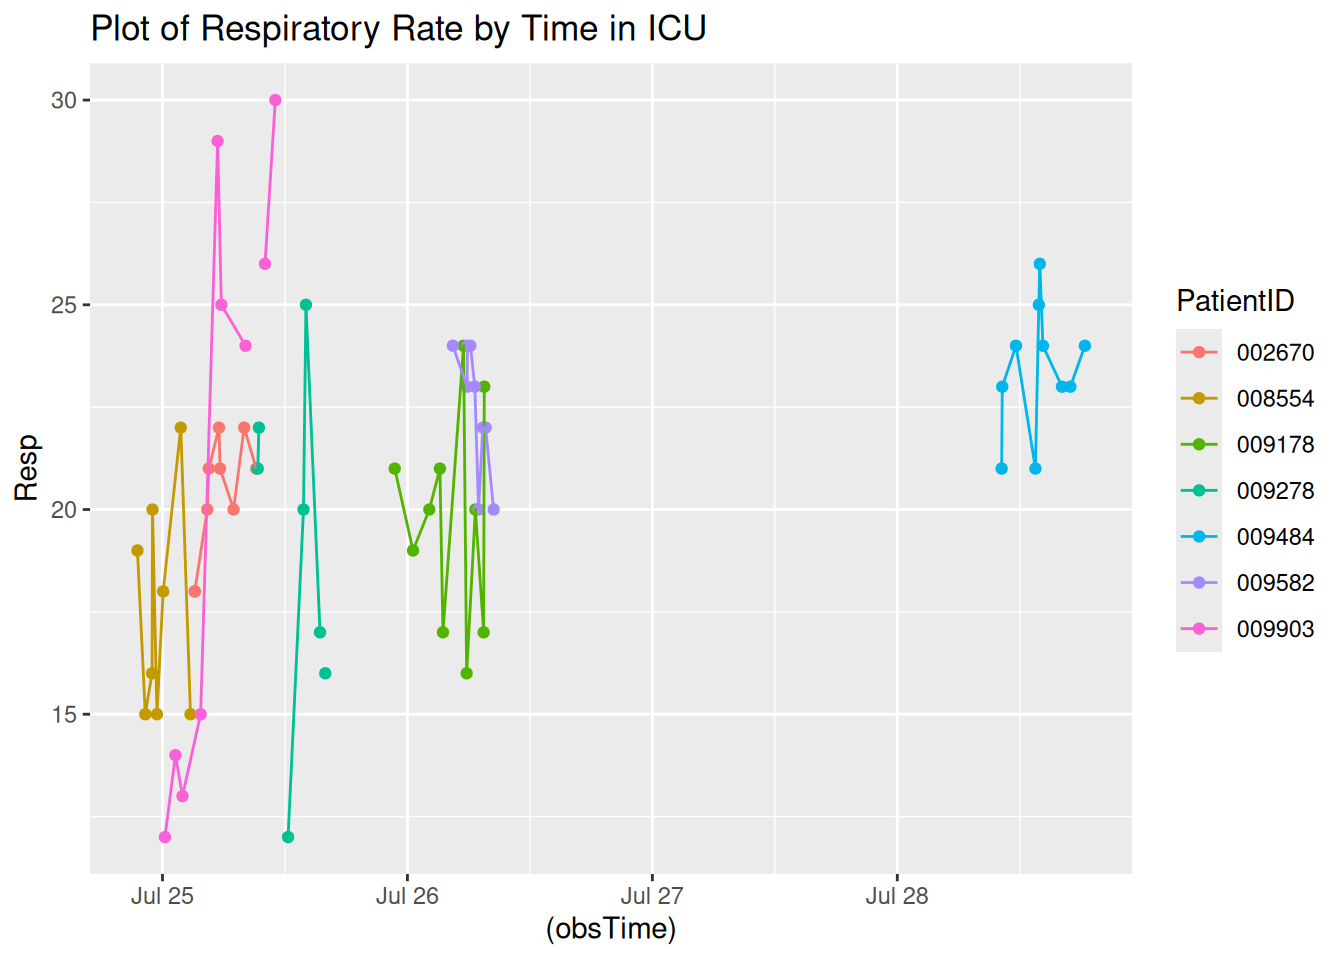 Plot of Respiratory Rate by Time in ICU
30
25
20
15
Resp
Jul 25
Jul 26
Jul 27
Jul 28
(obsTime)
PatientID
002670
008554
009178
009278
009484
009582
009903